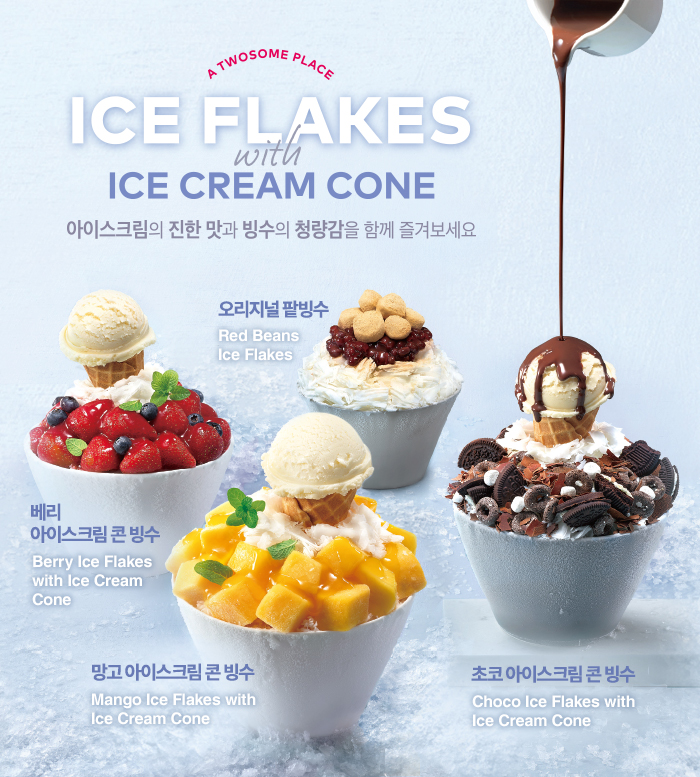 A TWOSOME PLACE
ICE FLAKES
with
ICE CREAM CONE
아이스크림의 진한 맛과 빙수의 청량감을 함께 즐겨보세요
오리지널 팥빙수
Red Beans
Ice Flakes
베리
아이스크림 콘 빙수
Berry Ice Flakes
with Ice Cream
Cone
망고 아이스크림 콘 빙수
Mango Ice Flakes with
Ice Cream Cone
초코 아이스크림 콘 빙수
Choco Ice Flakes with
Ice Cream Cone